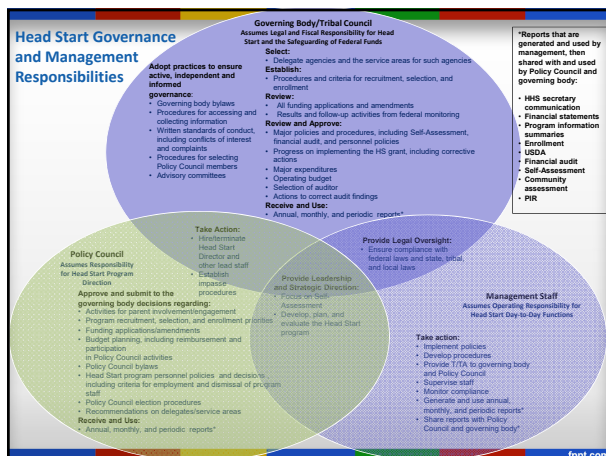 Head Start Governance
and Management
Responsibilities
Governing Body/Tribal Council
Assumes Legal and Fiscal Responsibility for Head
Start and the Safeguarding of Federal Funds
Adopt practices to ensure
active, independent and
informed
governance:
• Governing body bylaws
• Procedures for accessing and
collecting information
• Written standards of conduct,
including conflicts of interest
and complaints
• Procedures for selecting
Policy Council members
• Advisory committees
Select:
• Delegate agencies and the service areas for such agencies
Establish:
• Procedures and criteria for recruitment, selection, and
enrollment
Review:
• All funding applications and amendments
• Results and follow-up activities from federal monitoring
Review and Approve:
• Major policies and procedures, including Self-Assessment,
financial audit, and personnel policies
• Progress on implementing the HS grant, including corrective
actions
• Major expenditures
• Operating budget
• Selection of auditor
• Actions to correct audit findings
Receive and Use:
• Annual, monthly, and periodic reports*
*Reports that are
generated and used by
management, then
shared with and used
by Policy Council and
governing body:
• HHS secretary
communication
• Financial statements
• Program information
summaries
• Enrollment
• USDA
• Financial audit
• Self-Assessment
• Community
assessment
• PIR
Take Action:
• Hire/terminate
Head Start
Director and
other lead staff
• Establish
impasse
procedures
Provide Legal Oversight:
• Ensure compliance with
federal laws and state, tribal,
and local laws
Provide Leadership
and Strategic Direction:
• Focus on Self-
Assessment
• Develop, plan, and
evaluate the Head Start
program
Policy Council
Assumes Responsibility
for Head Start Program
Direction
Approve and submit to the
governing body decisions regarding:
• Activities for parent involvement/engagement
• Program recruitment, selection, and enrollment priorities
• Funding applications/amendments
• Budget planning, including reimbursement and
participation
in Policy Council activities
• Policy Council bylaws
• Head Start program personnel policies and decisions,
including criteria for employment and dismissal of program
staff
• Policy Council election procedures
• Recommendations on delegates/service areas
Receive and Use:
• Annual, monthly, and periodic reports*
Management Staff
Assumes Operating Responsibility for
Head Start Day-to-Day Functions
Take action:
• Implement policies
• Develop procedures
• Provide T/TA to governing body
and Policy Council
• Supervise staff
• Monitor compliance
• Generate and use annual,
monthly, and periodic reports*
• Share reports with Policy
Council and governing body*
fppt.com